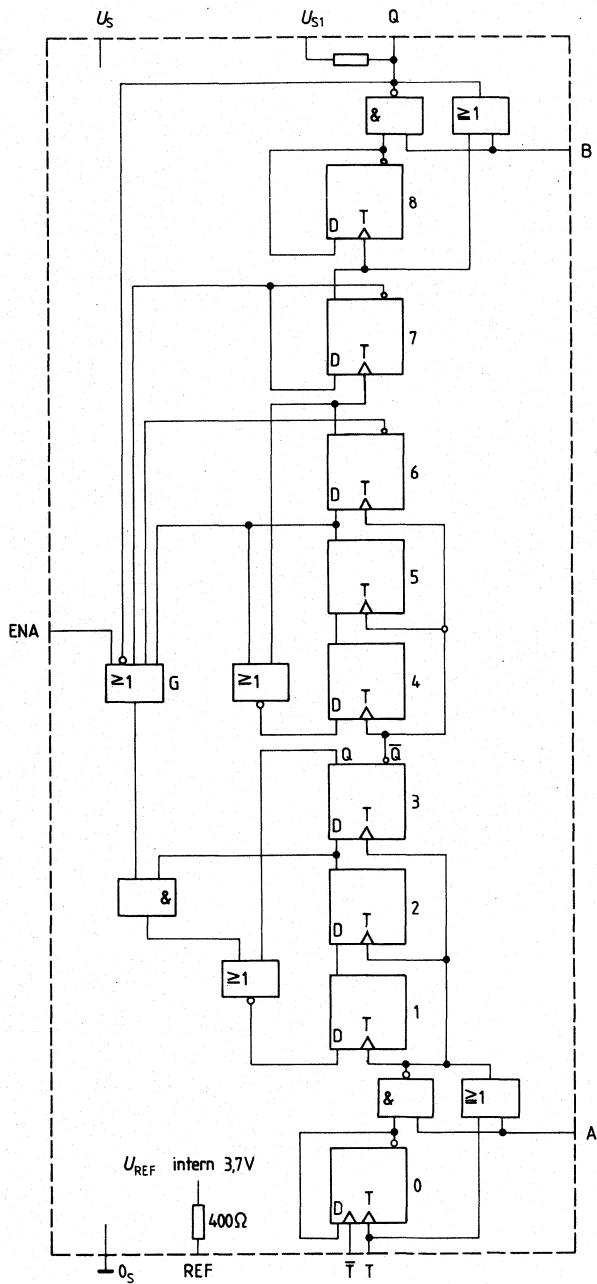 U_S U_S1 Q
& ≧1
B
8
D T
7
D T
6
D T
5
T
ENA
≧1 G ≧1 4
D T
Q Q̅
3
D T
&
2
D T
≧1
1
D T
& ≧1
A
U_REF intern 3,7V
0
D T
400Ω
0_S REF T̅ T